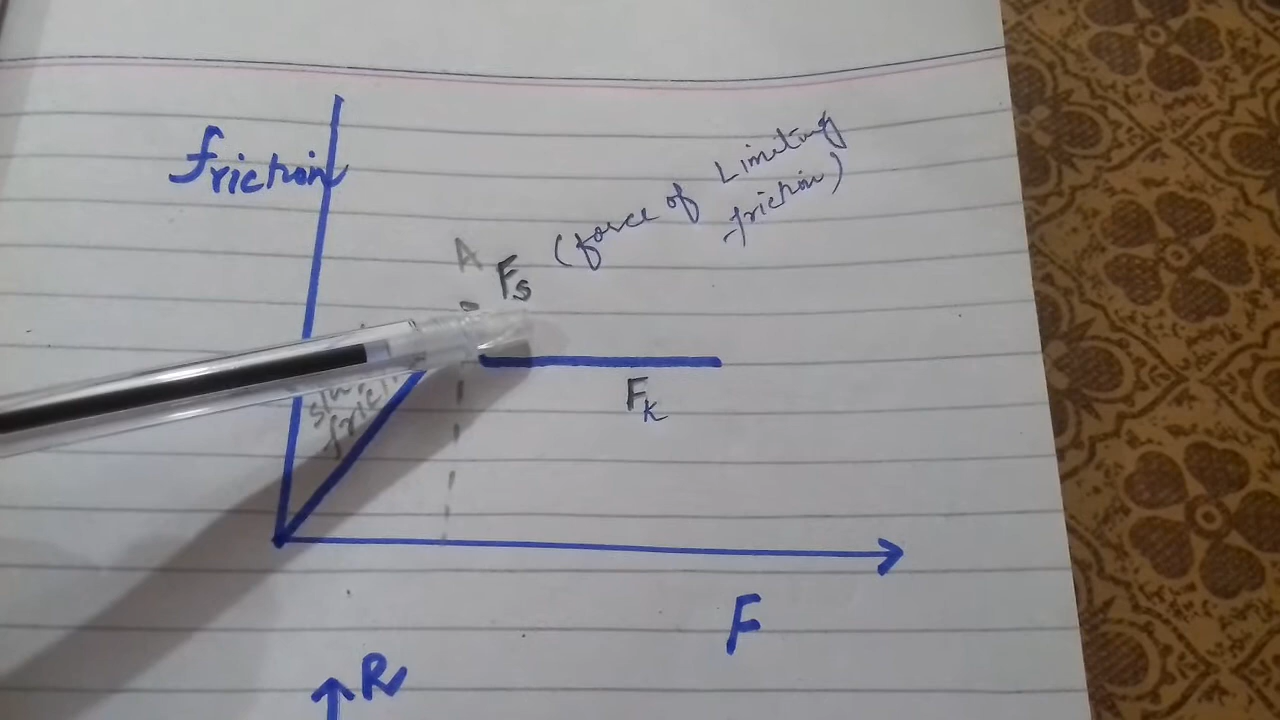 friction
A
Fs (force of Limiting
friction)
Fk
F
R